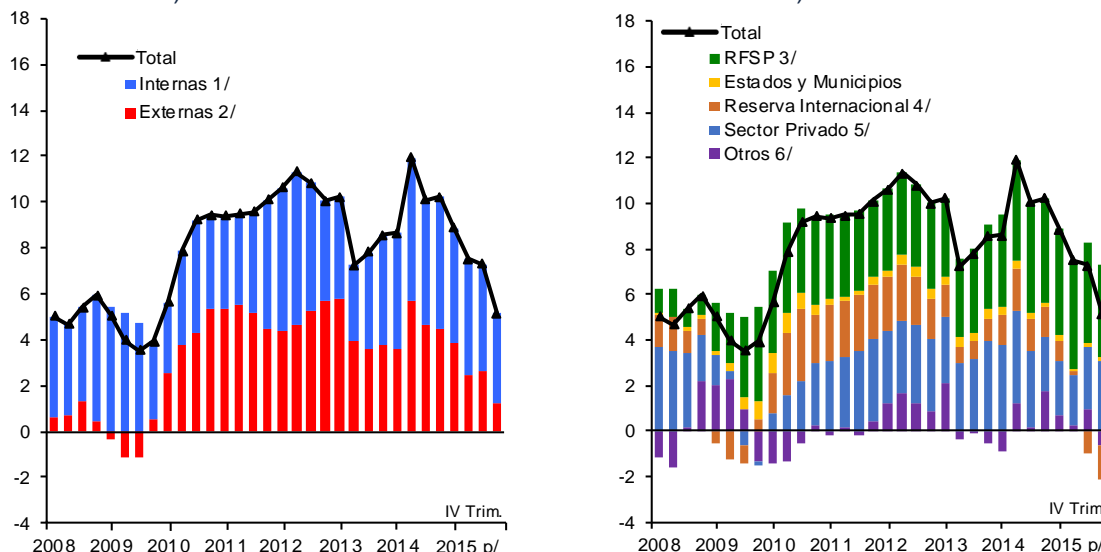 18
16
14
12
10
8
6
4
2
0
-2
-4
Total
Internas 1/
Externas 2/
IV Trim.
2008 2009 2010 2011 2012 2013 2014 2015 p/
18
16
14
12
10
8
6
4
2
0
-2
-4
Total
RFSP 3/
Estados y Municipios
Reserva Internacional 4/
Sector Privado 5/
Otros 6/
IV Trim
2008 2009 2010 2011 2012 2013 2014 2015 p/